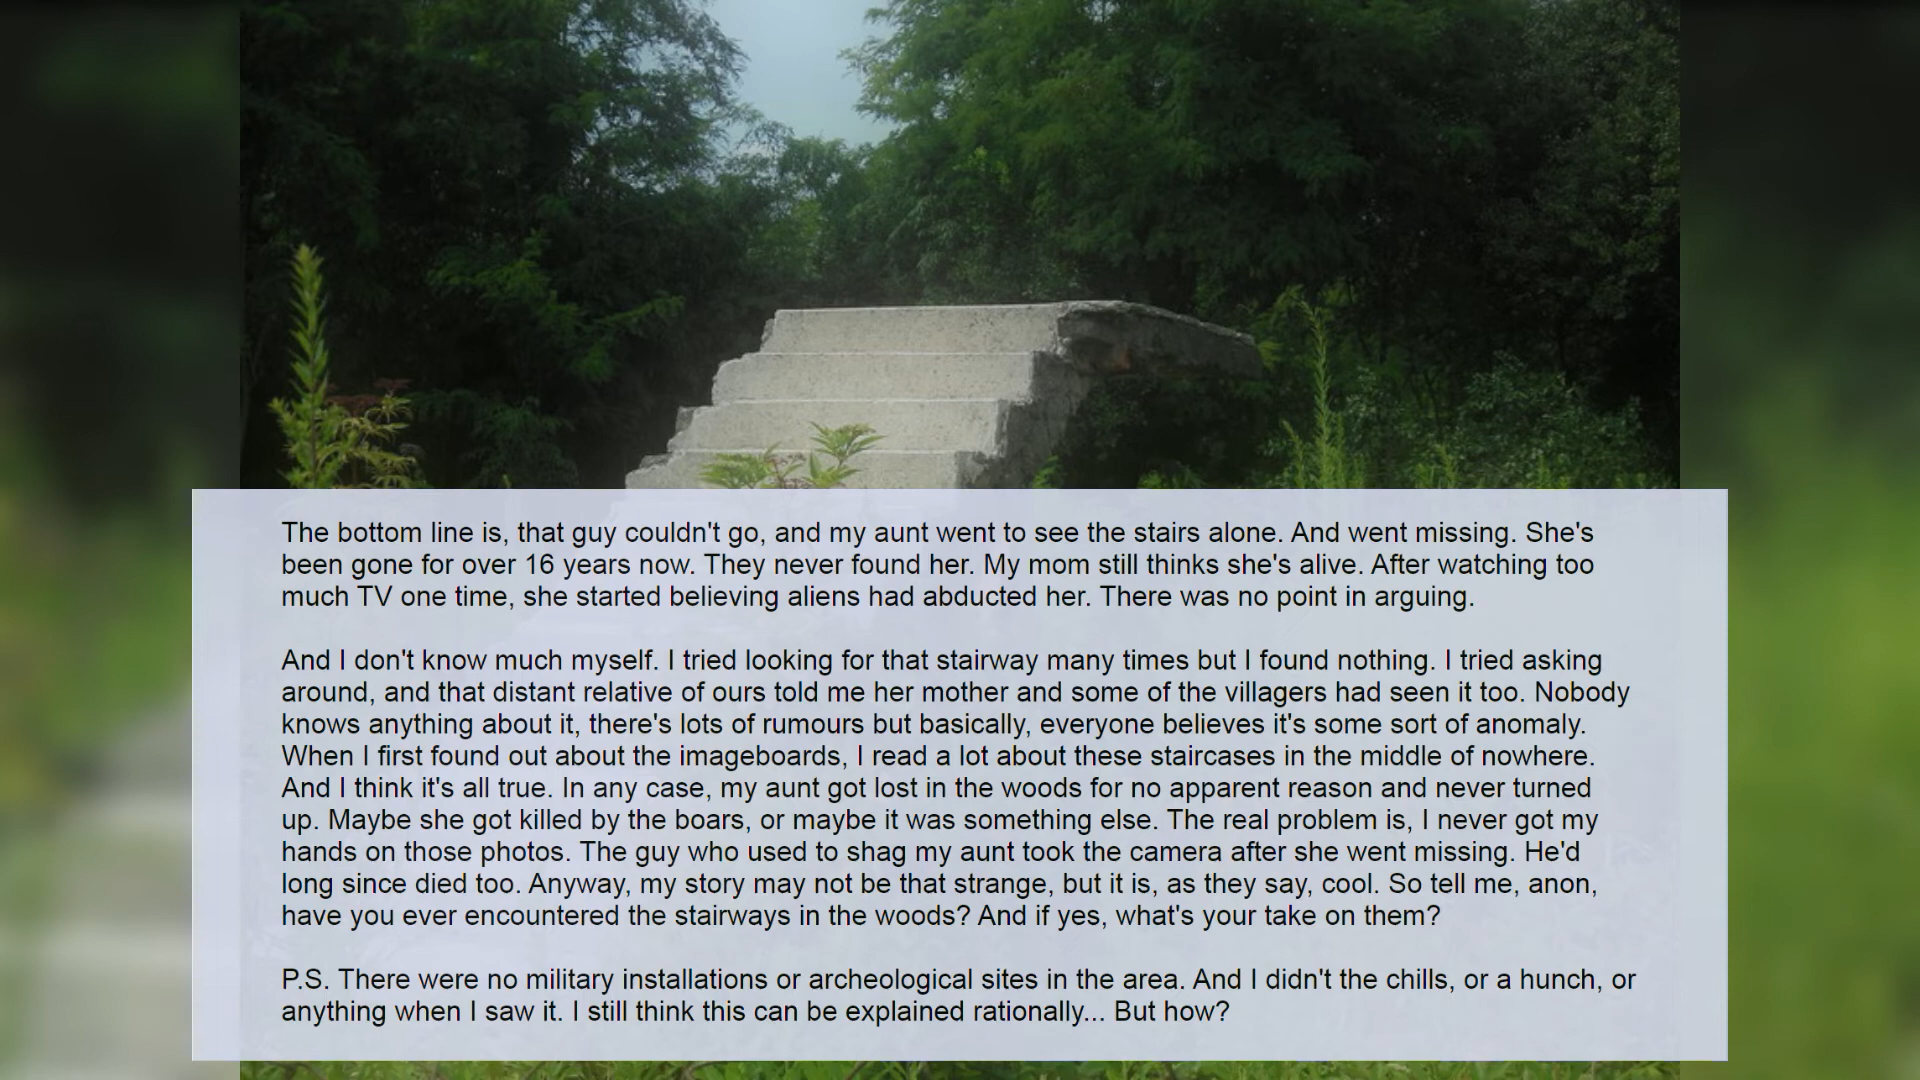 The bottom line is, that guy couldn't go, and my aunt went to see the stairs alone. And went missing. She's
been gone for over 16 years now. They never found her. My mom still thinks she's alive. After watching too
much TV one time, she started believing aliens had abducted her. There was no point in arguing.
And I don't know much myself. I tried looking for that stairway many times but I found nothing. I tried asking
around, and that distant relative of ours told me her mother and some of the villagers had seen it too. Nobody
knows anything about it, there's lots of rumours but basically, everyone believes it's some sort of anomaly.
When I first found out about the imageboards, I read a lot about these staircases in the middle of nowhere.
And I think it's all true. In any case, my aunt got lost in the woods for no apparent reason and never turned
up. Maybe she got killed by the boars, or maybe it was something else. The real problem is, I never got my
hands on those photos. The guy who used to shag my aunt took the camera after she went missing. He'd
long since died too. Anyway, my story may not be that strange, but it is, as they say, cool. So tell me, anon,
have you ever encountered the stairways in the woods? And if yes, what's your take on them?
P.S. There were no military installations or archeological sites in the area. And I didn't the chills, or a hunch, or
anything when I saw it. I still think this can be explained rationally... But how?